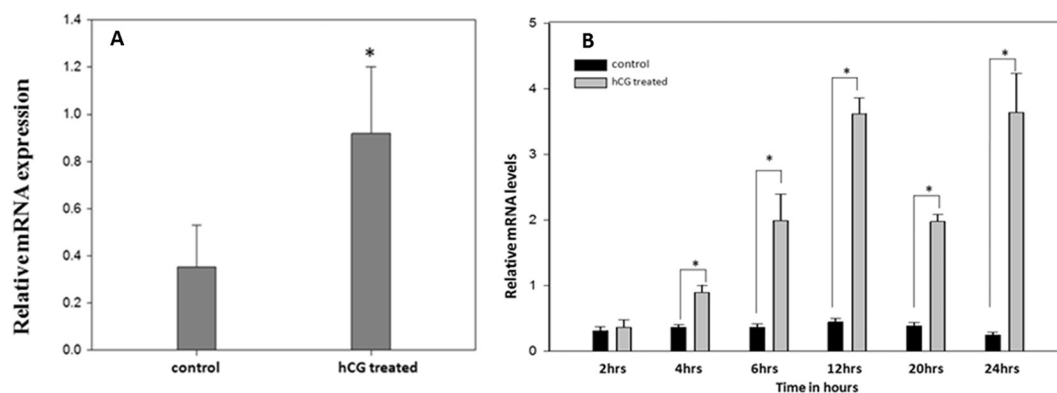 A
Relative mRNA expression
1.4
1.2
1.0
0.8
0.6
0.4
0.2
0.0
*
control
hCG treated
B
control
hCG treated
Relative mRNA levels
5
4
3
2
1
0
*
*
*
*
*
2hrs
4hrs
6hrs
12hrs
20hrs
24hrs
Time in hours